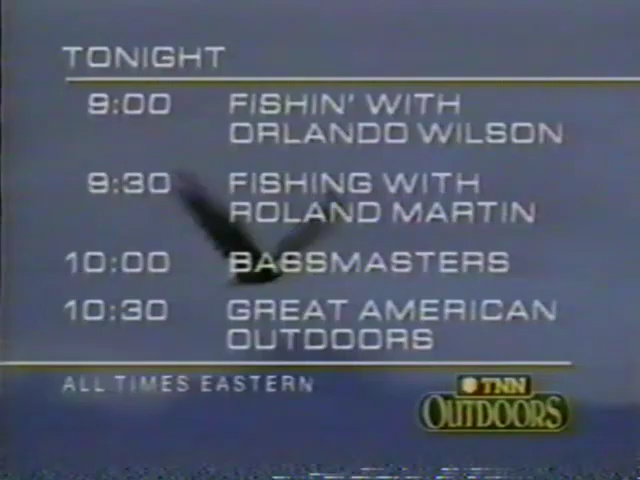 TONIGHT
9:00 FISHIN' WITH
ORLANDO WILSON
9:30 FISHING WITH
ROLAND MARTIN
10:00 BASSMASTERS
10:30 GREAT AMERICAN
OUTDOORS
ALL TIMES EASTERN
TNN
OUTDOORS